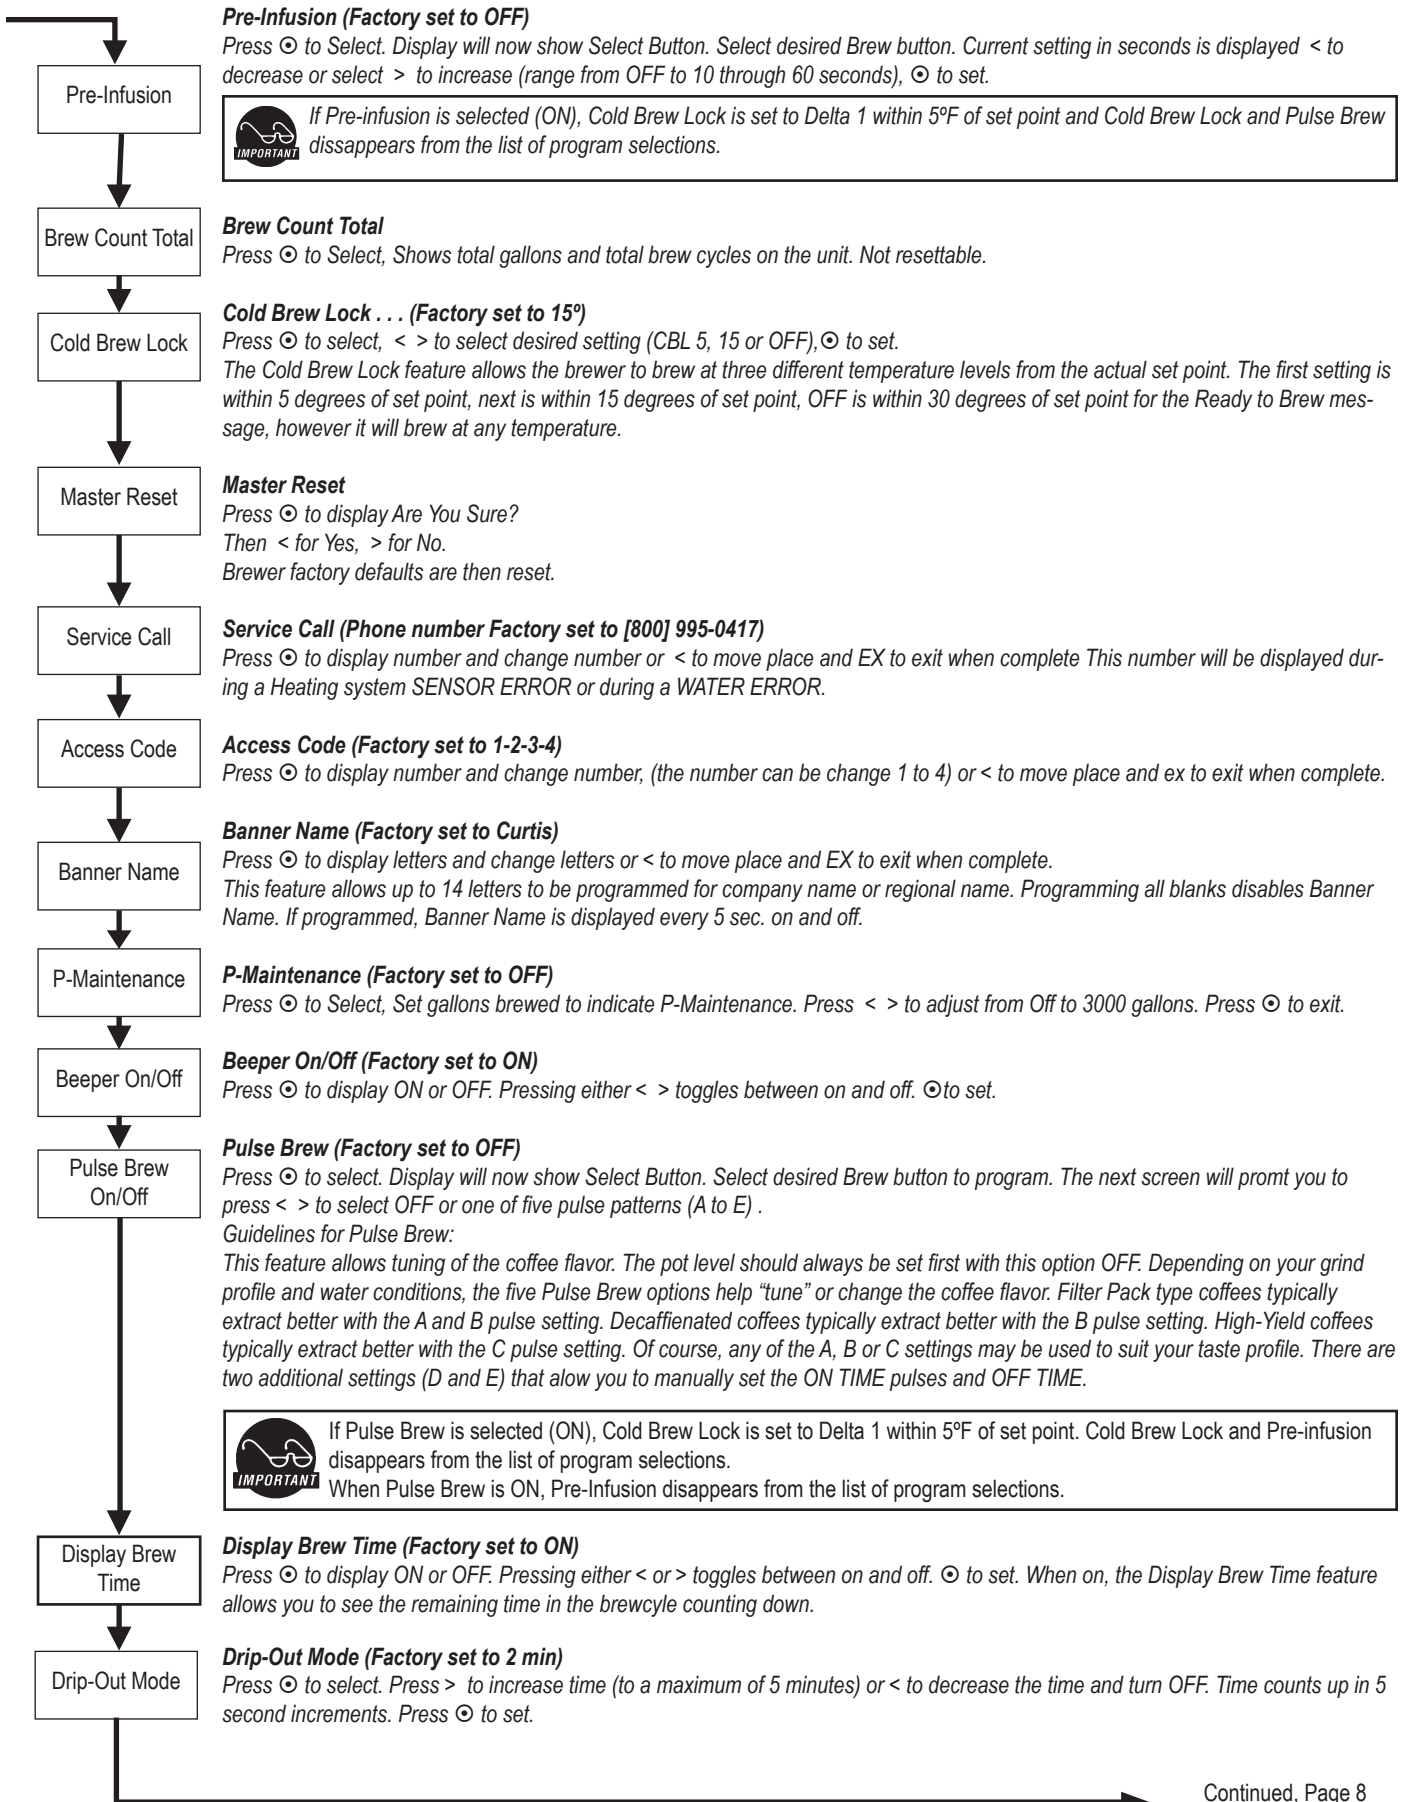 Pre-Infusion (Factory set to OFF)
Press ⊙ to Select. Display will now show Select Button. Select desired Brew button. Current setting in seconds is displayed < to
decrease or select > to increase (range from OFF to 10 through 60 seconds), ⊙ to set.
Pre-Infusion
If Pre-infusion is selected (ON), Cold Brew Lock is set to Delta 1 within 5ºF of set point and Cold Brew Lock and Pulse Brew
dissappears from the list of program selections.
IMPORTANT
Brew Count Total
Brew Count Total
Press ⊙ to Select, Shows total gallons and total brew cycles on the unit. Not resettable.
Cold Brew Lock
Cold Brew Lock . . . (Factory set to 15º)
Press ⊙ to select, < > to select desired setting (CBL 5, 15 or OFF),⊙ to set.
The Cold Brew Lock feature allows the brewer to brew at three different temperature levels from the actual set point. The first setting is
within 5 degrees of set point, next is within 15 degrees of set point, OFF is within 30 degrees of set point for the Ready to Brew mes-
sage, however it will brew at any temperature.
Master Reset
Master Reset
Press ⊙ to display Are You Sure?
Then < for Yes, > for No.
Brewer factory defaults are then reset.
Service Call
Service Call (Phone number Factory set to [800] 995-0417)
Press ⊙ to display number and change number or < to move place and EX to exit when complete This number will be displayed dur-
ing a Heating system SENSOR ERROR or during a WATER ERROR.
Access Code
Access Code (Factory set to 1-2-3-4)
Press ⊙ to display number and change number, (the number can be change 1 to 4) or < to move place and ex to exit when complete.
Banner Name
Banner Name (Factory set to Curtis)
Press ⊙ to display letters and change letters or < to move place and EX to exit when complete.
This feature allows up to 14 letters to be programmed for company name or regional name. Programming all blanks disables Banner
Name. If programmed, Banner Name is displayed every 5 sec. on and off.
P-Maintenance
P-Maintenance (Factory set to OFF)
Press ⊙ to Select, Set gallons brewed to indicate P-Maintenance. Press < > to adjust from Off to 3000 gallons. Press ⊙ to exit.
Beeper On/Off
Beeper On/Off (Factory set to ON)
Press ⊙ to display ON or OFF. Pressing either < > toggles between on and off. ⊙to set.
Pulse Brew
On/Off
Pulse Brew (Factory set to OFF)
Press ⊙ to select. Display will now show Select Button. Select desired Brew button to program. The next screen will promt you to
press < > to select OFF or one of five pulse patterns (A to E) .
Guidelines for Pulse Brew:
This feature allows tuning of the coffee flavor. The pot level should always be set first with this option OFF. Depending on your grind
profile and water conditions, the five Pulse Brew options help “tune” or change the coffee flavor. Filter Pack type coffees typically
extract better with the A and B pulse setting. Decaffienated coffees typically extract better with the B pulse setting. High-Yield coffees
typically extract better with the C pulse setting. Of course, any of the A, B or C settings may be used to suit your taste profile. There are
two additional settings (D and E) that alow you to manually set the ON TIME pulses and OFF TIME.
If Pulse Brew is selected (ON), Cold Brew Lock is set to Delta 1 within 5ºF of set point. Cold Brew Lock and Pre-infusion
disappears from the list of program selections.
When Pulse Brew is ON, Pre-Infusion disappears from the list of program selections.
IMPORTANT
Display Brew
Time
Display Brew Time (Factory set to ON)
Press ⊙ to display ON or OFF. Pressing either < or > toggles between on and off. ⊙ to set. When on, the Display Brew Time feature
allows you to see the remaining time in the brewcyle counting down.
Drip-Out Mode
Drip-Out Mode (Factory set to 2 min)
Press ⊙ to select. Press > to increase time (to a maximum of 5 minutes) or < to decrease the time and turn OFF. Time counts up in 5
second increments. Press ⊙ to set.
Continued, Page 8